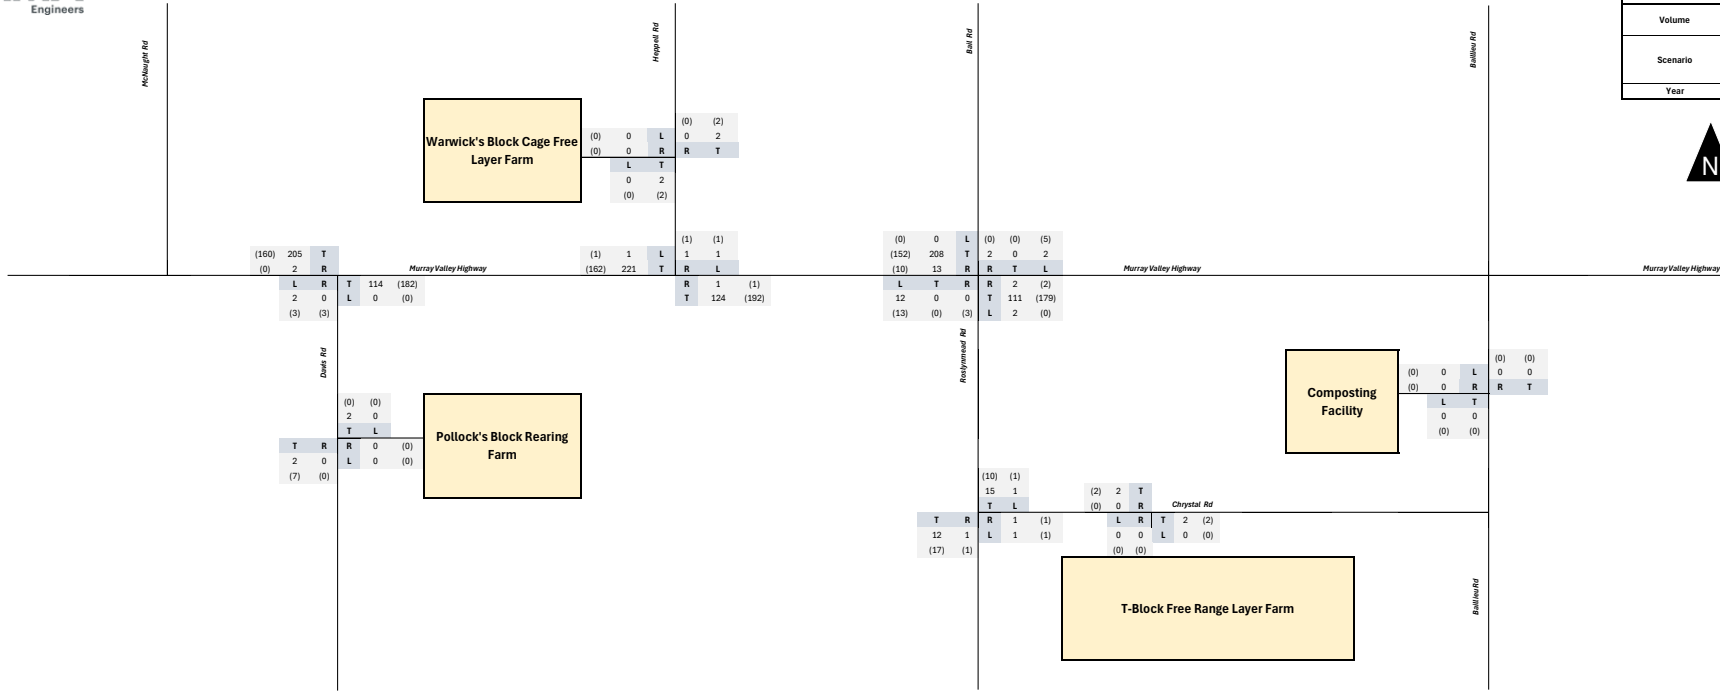 Engineers
Volume
Scenario
Year
N
McNaught Rd
Heppell Rd
Ball Rd
Baillieu Rd
Warwick's Block Cage Free
Layer Farm
(0) (2)
(0) 0 L 0 2
(0) 0 R R T
L T
0 2
(0) (2)
(160) 205 T
(0) 2 R
L R T 114 (182)
2 0 L 0 (0)
(3) (3)
Murray Valley Highway
(1) (1)
(1) 1 L 1 1
(162) 221 T R L
R 1 (1)
T 124 (192)
(0) 0 L (0) (0) (5)
(152) 208 T 2 0 2
(10) 13 R R T L
L T R R 2 (2)
12 0 0 T 111 (179)
(13) (0) (3) L 2 (0)
Murray Valley Highway
Murray Valley Highway
Davis Rd
Roslynmead Rd
(0) (0)
2 0
T L
T R R 0 (0)
2 0 L 0 (0)
(7) (0)
Pollock's Block Rearing
Farm
Composting
Facility
(0) (0)
(0) 0 L 0 0
(0) 0 R R T
L T
0 0
(0) (0)
(10) (1)
15 1
T L
T R R 1 (1)
12 1 L 1 (1)
(17) (1)
(2) 2 T
(0) 0 R
Chrystal Rd
L R T 2 (2)
0 0 L 0 (0)
(0) (0)
T-Block Free Range Layer Farm
Baillieu Rd